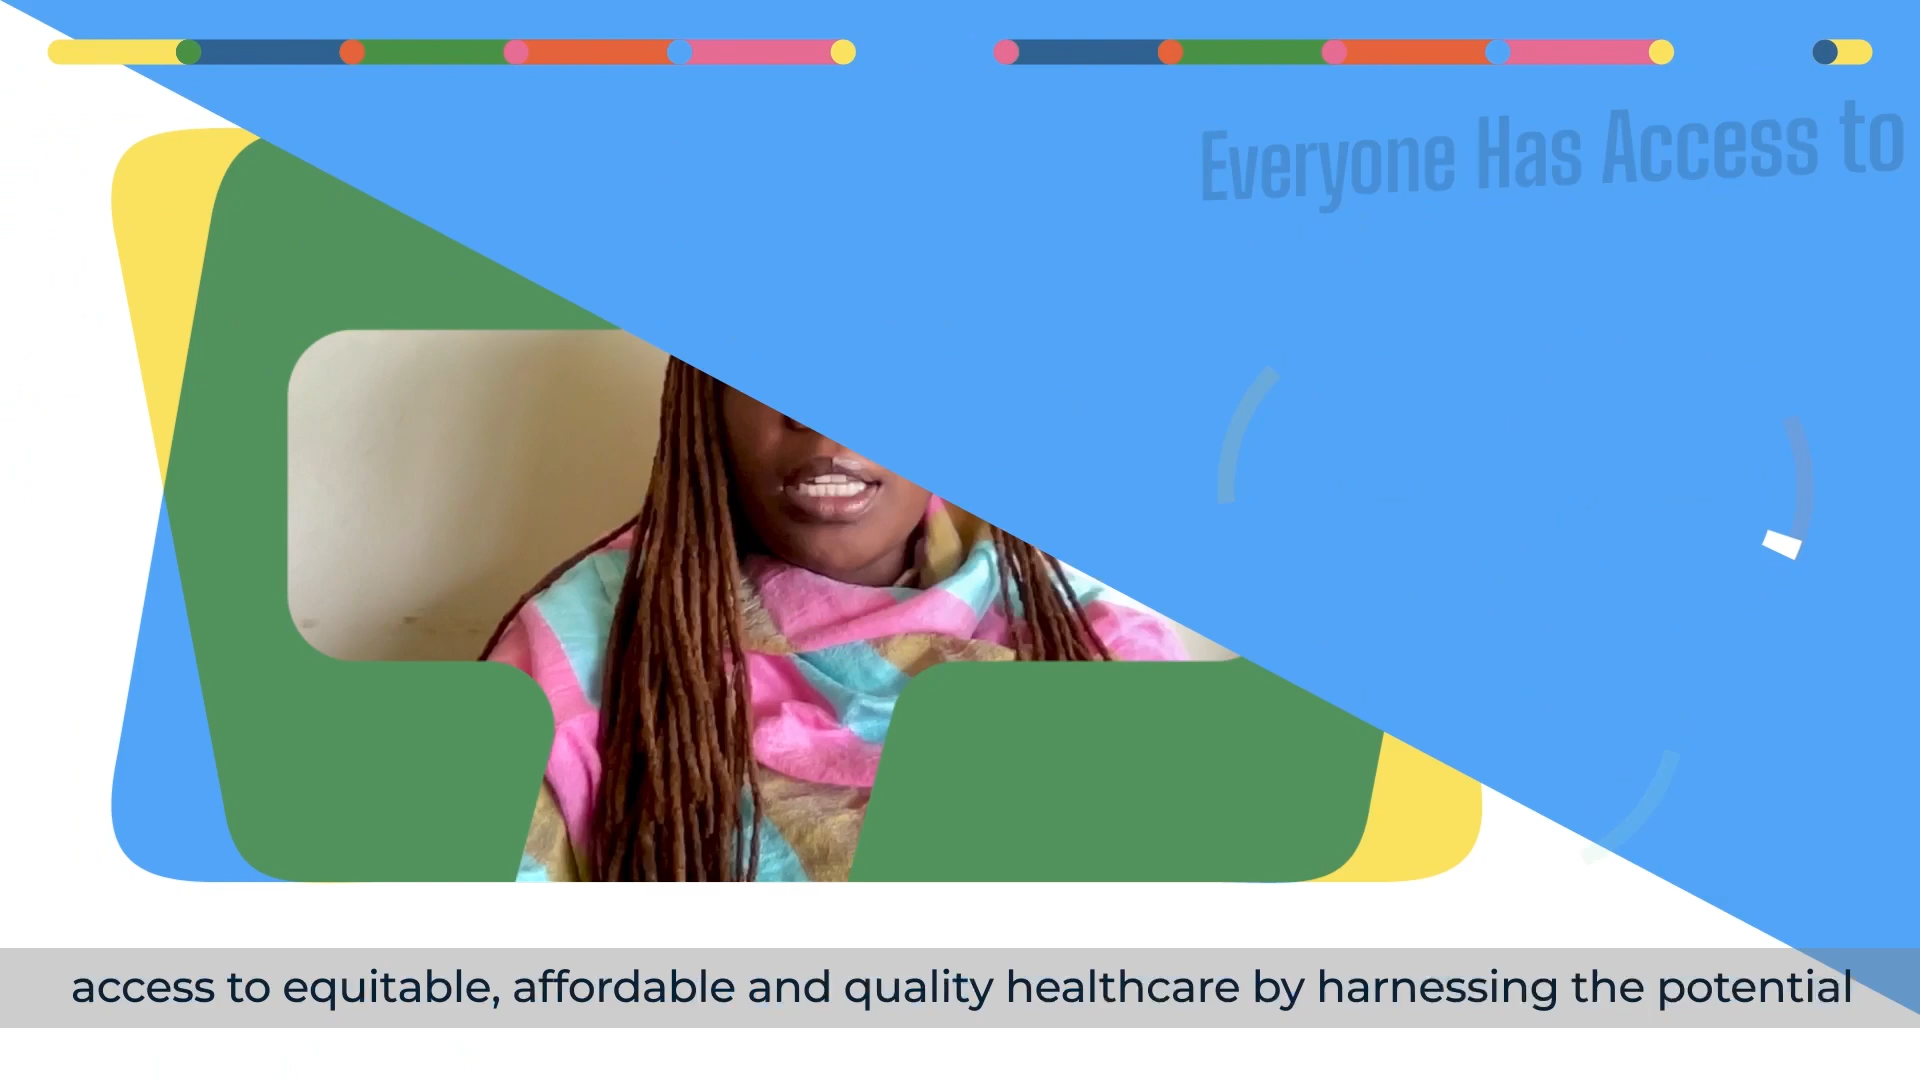 Everyone Has Access to
access to equitable, affordable and quality healthcare by harnessing the potential